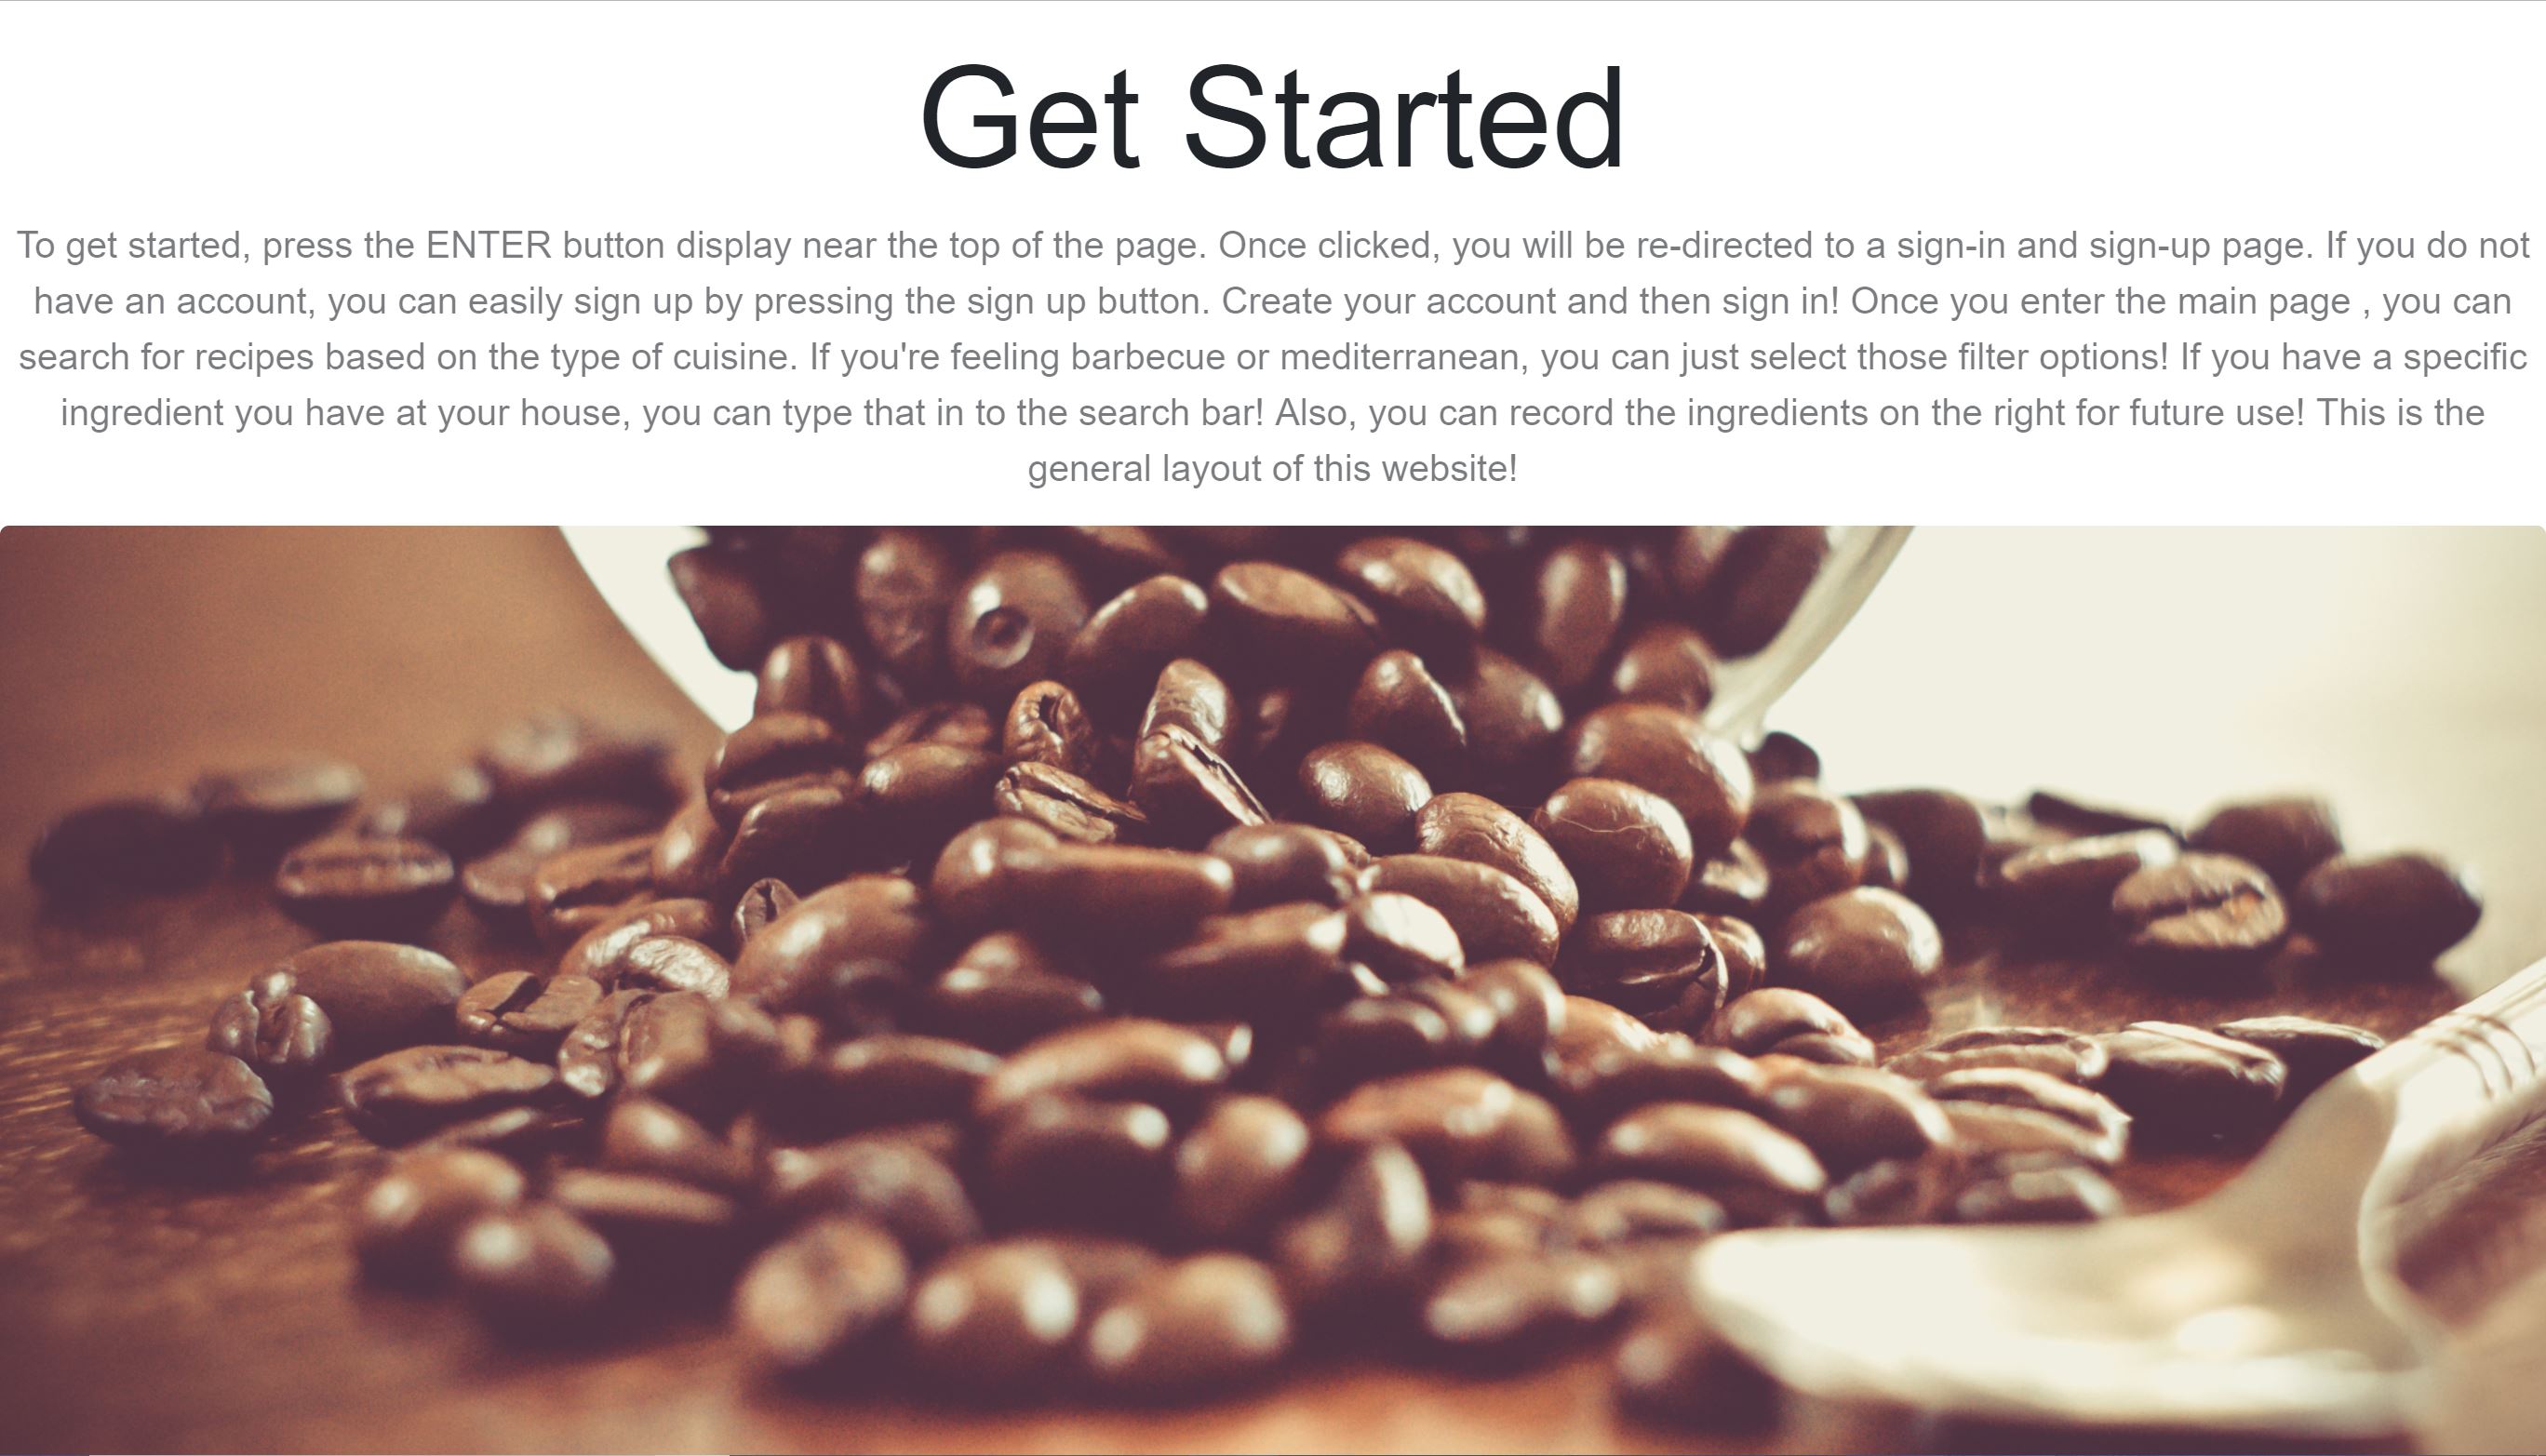 Get Started
To get started, press the ENTER button display near the top of the page. Once clicked, you will be re-directed to a sign-in and sign-up page. If you do not
have an account, you can easily sign up by pressing the sign up button. Create your account and then sign in! Once you enter the main page , you can
search for recipes based on the type of cuisine. If you're feeling barbecue or mediterranean, you can just select those filter options! If you have a specific
ingredient you have at your house, you can type that in to the search bar! Also, you can record the ingredients on the right for future use! This is the
general layout of this website!